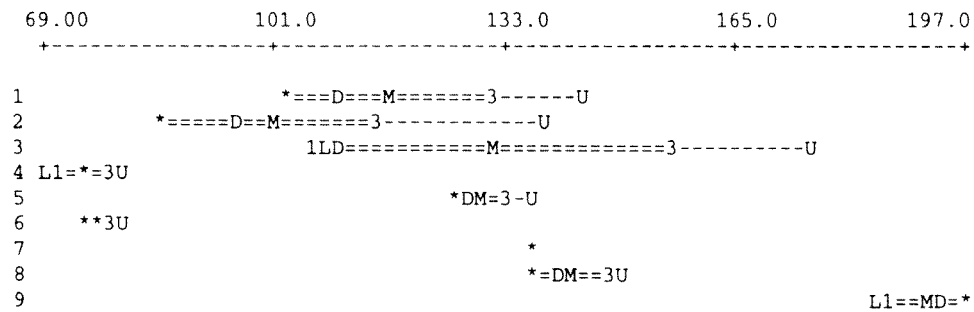 69.00 101.0 133.0 165.0 197.0
+-----------------+-----------------+-----------------+-----------------+
1 *===D===M=======3------U
2 *=====D==M=======3------------U
3 1LD===========M=============3----------U
4 L1=*=3U
5 *DM=3-U
6 **3U
7 *
8 *=DM==3U
9 L1==MD=*